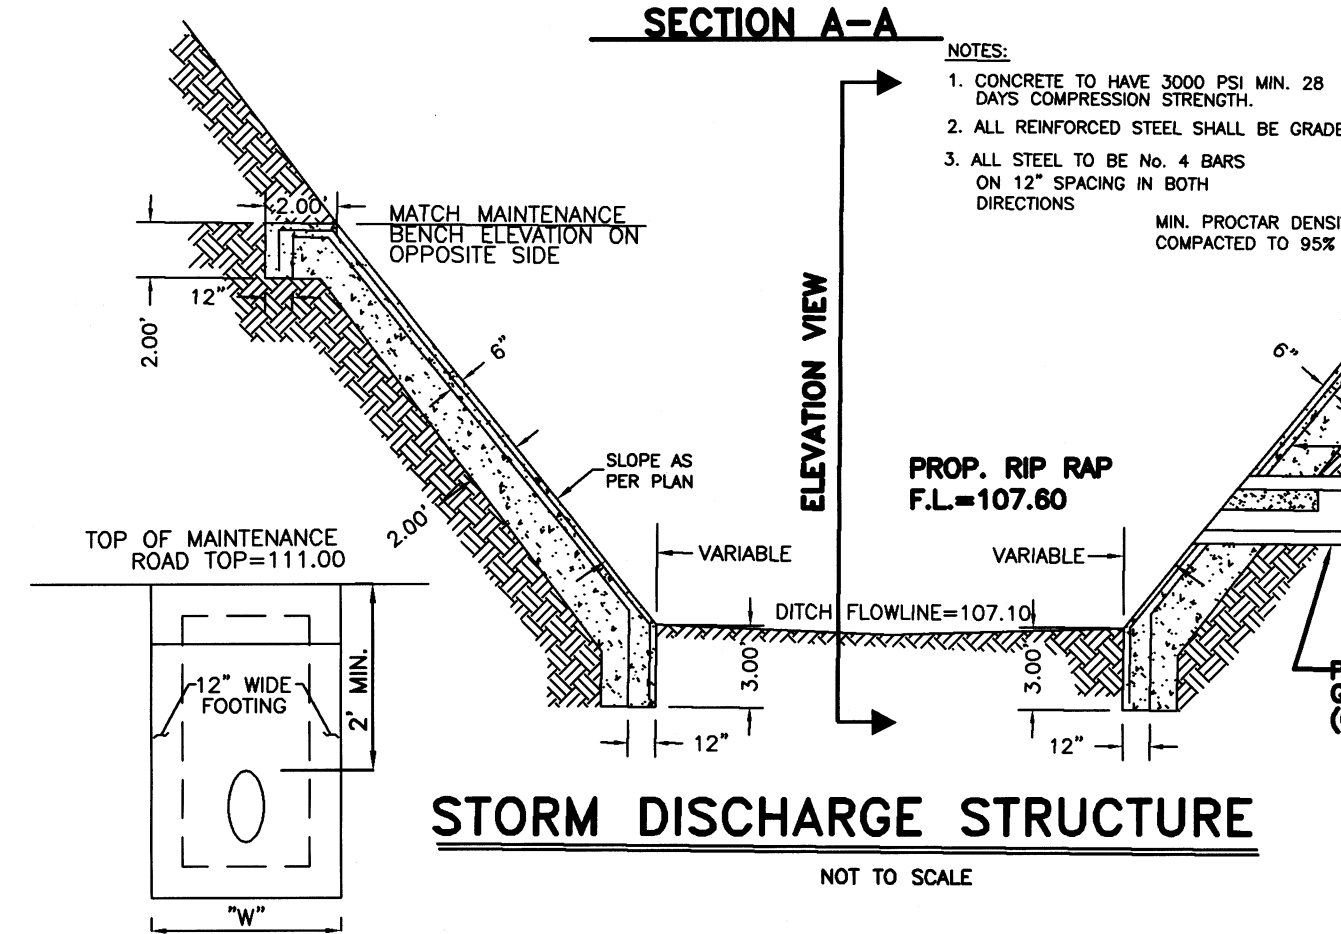 SECTION A-A
NOTES:
1. CONCRETE TO HAVE 3000 PSI MIN. 28
DAYS COMPRESSION STRENGTH.
2. ALL REINFORCED STEEL SHALL BE GRADE
3. ALL STEEL TO BE No. 4 BARS
ON 12" SPACING IN BOTH
DIRECTIONS
MIN. PROCTAR DENSI
COMPACTED TO 95%
2.00'
MATCH MAINTENANCE
BENCH ELEVATION ON
OPPOSITE SIDE
12"
2.00'
6"
ELEVATION VIEW
6"
SLOPE AS
PER PLAN
PROP. RIP RAP
F.L.=107.60
2.00'
TOP OF MAINTENANCE
ROAD TOP=111.00
VARIABLE
VARIABLE
DITCH FLOWLINE=107.10
3.00'
3.00'
12" WIDE
FOOTING
2' MIN.
12"
12"
STORM DISCHARGE STRUCTURE
NOT TO SCALE
"W"